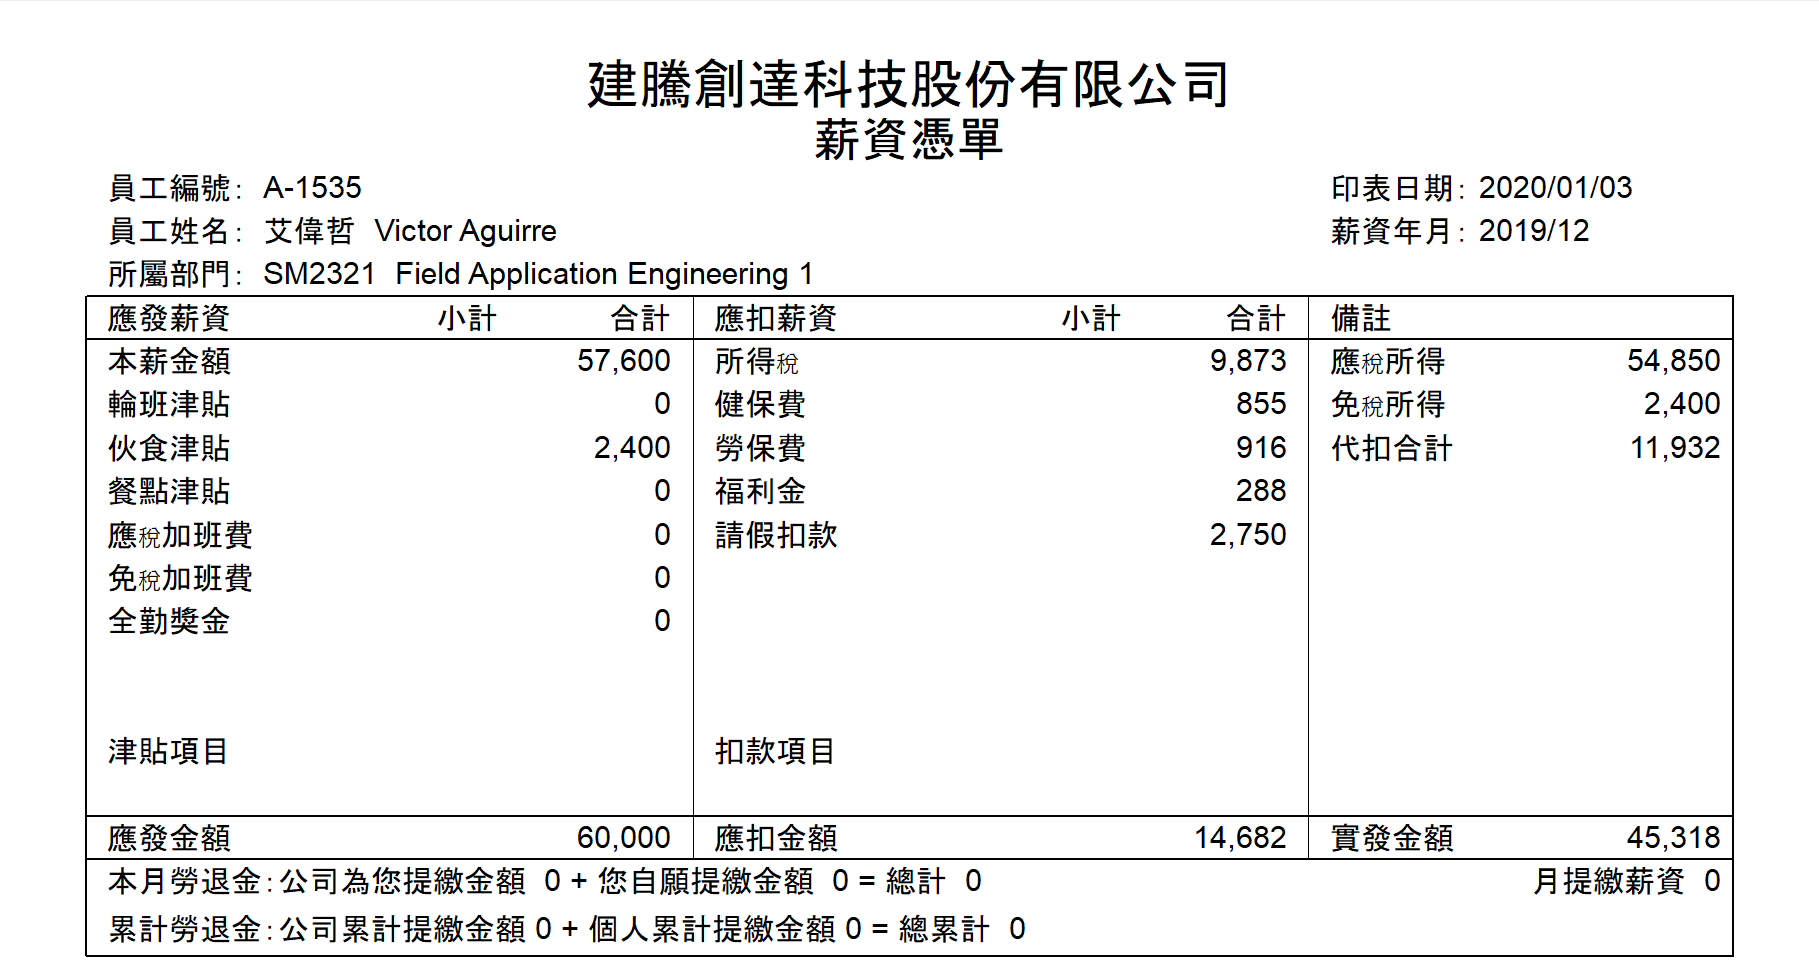 建騰創達科技股份有限公司
薪資憑單
員工編號: A-1535 印表日期: 2020/01/03
員工姓名: 艾偉哲 Victor Aguirre 薪資年月: 2019/12
所屬部門: SM2321 Field Application Engineering 1
應發薪資 小計 合計 應扣薪資 小計 合計 備註
本薪金額 57,600 所得稅 9,873 應稅所得 54,850
輪班津貼 0 健保費 855 免稅所得 2,400
伙食津貼 2,400 勞保費 916 代扣合計 11,932
餐點津貼 0 福利金 288
應稅加班費 0 請假扣款 2,750
免稅加班費 0
全勤獎金 0
津貼項目 扣款項目
應發金額 60,000 應扣金額 14,682 實發金額 45,318
本月勞退金:公司為您提繳金額 0 + 您自願提繳金額 0 = 總計 0 月提繳薪資 0
累計勞退金:公司累計提繳金額 0 + 個人累計提繳金額 0 = 總累計 0